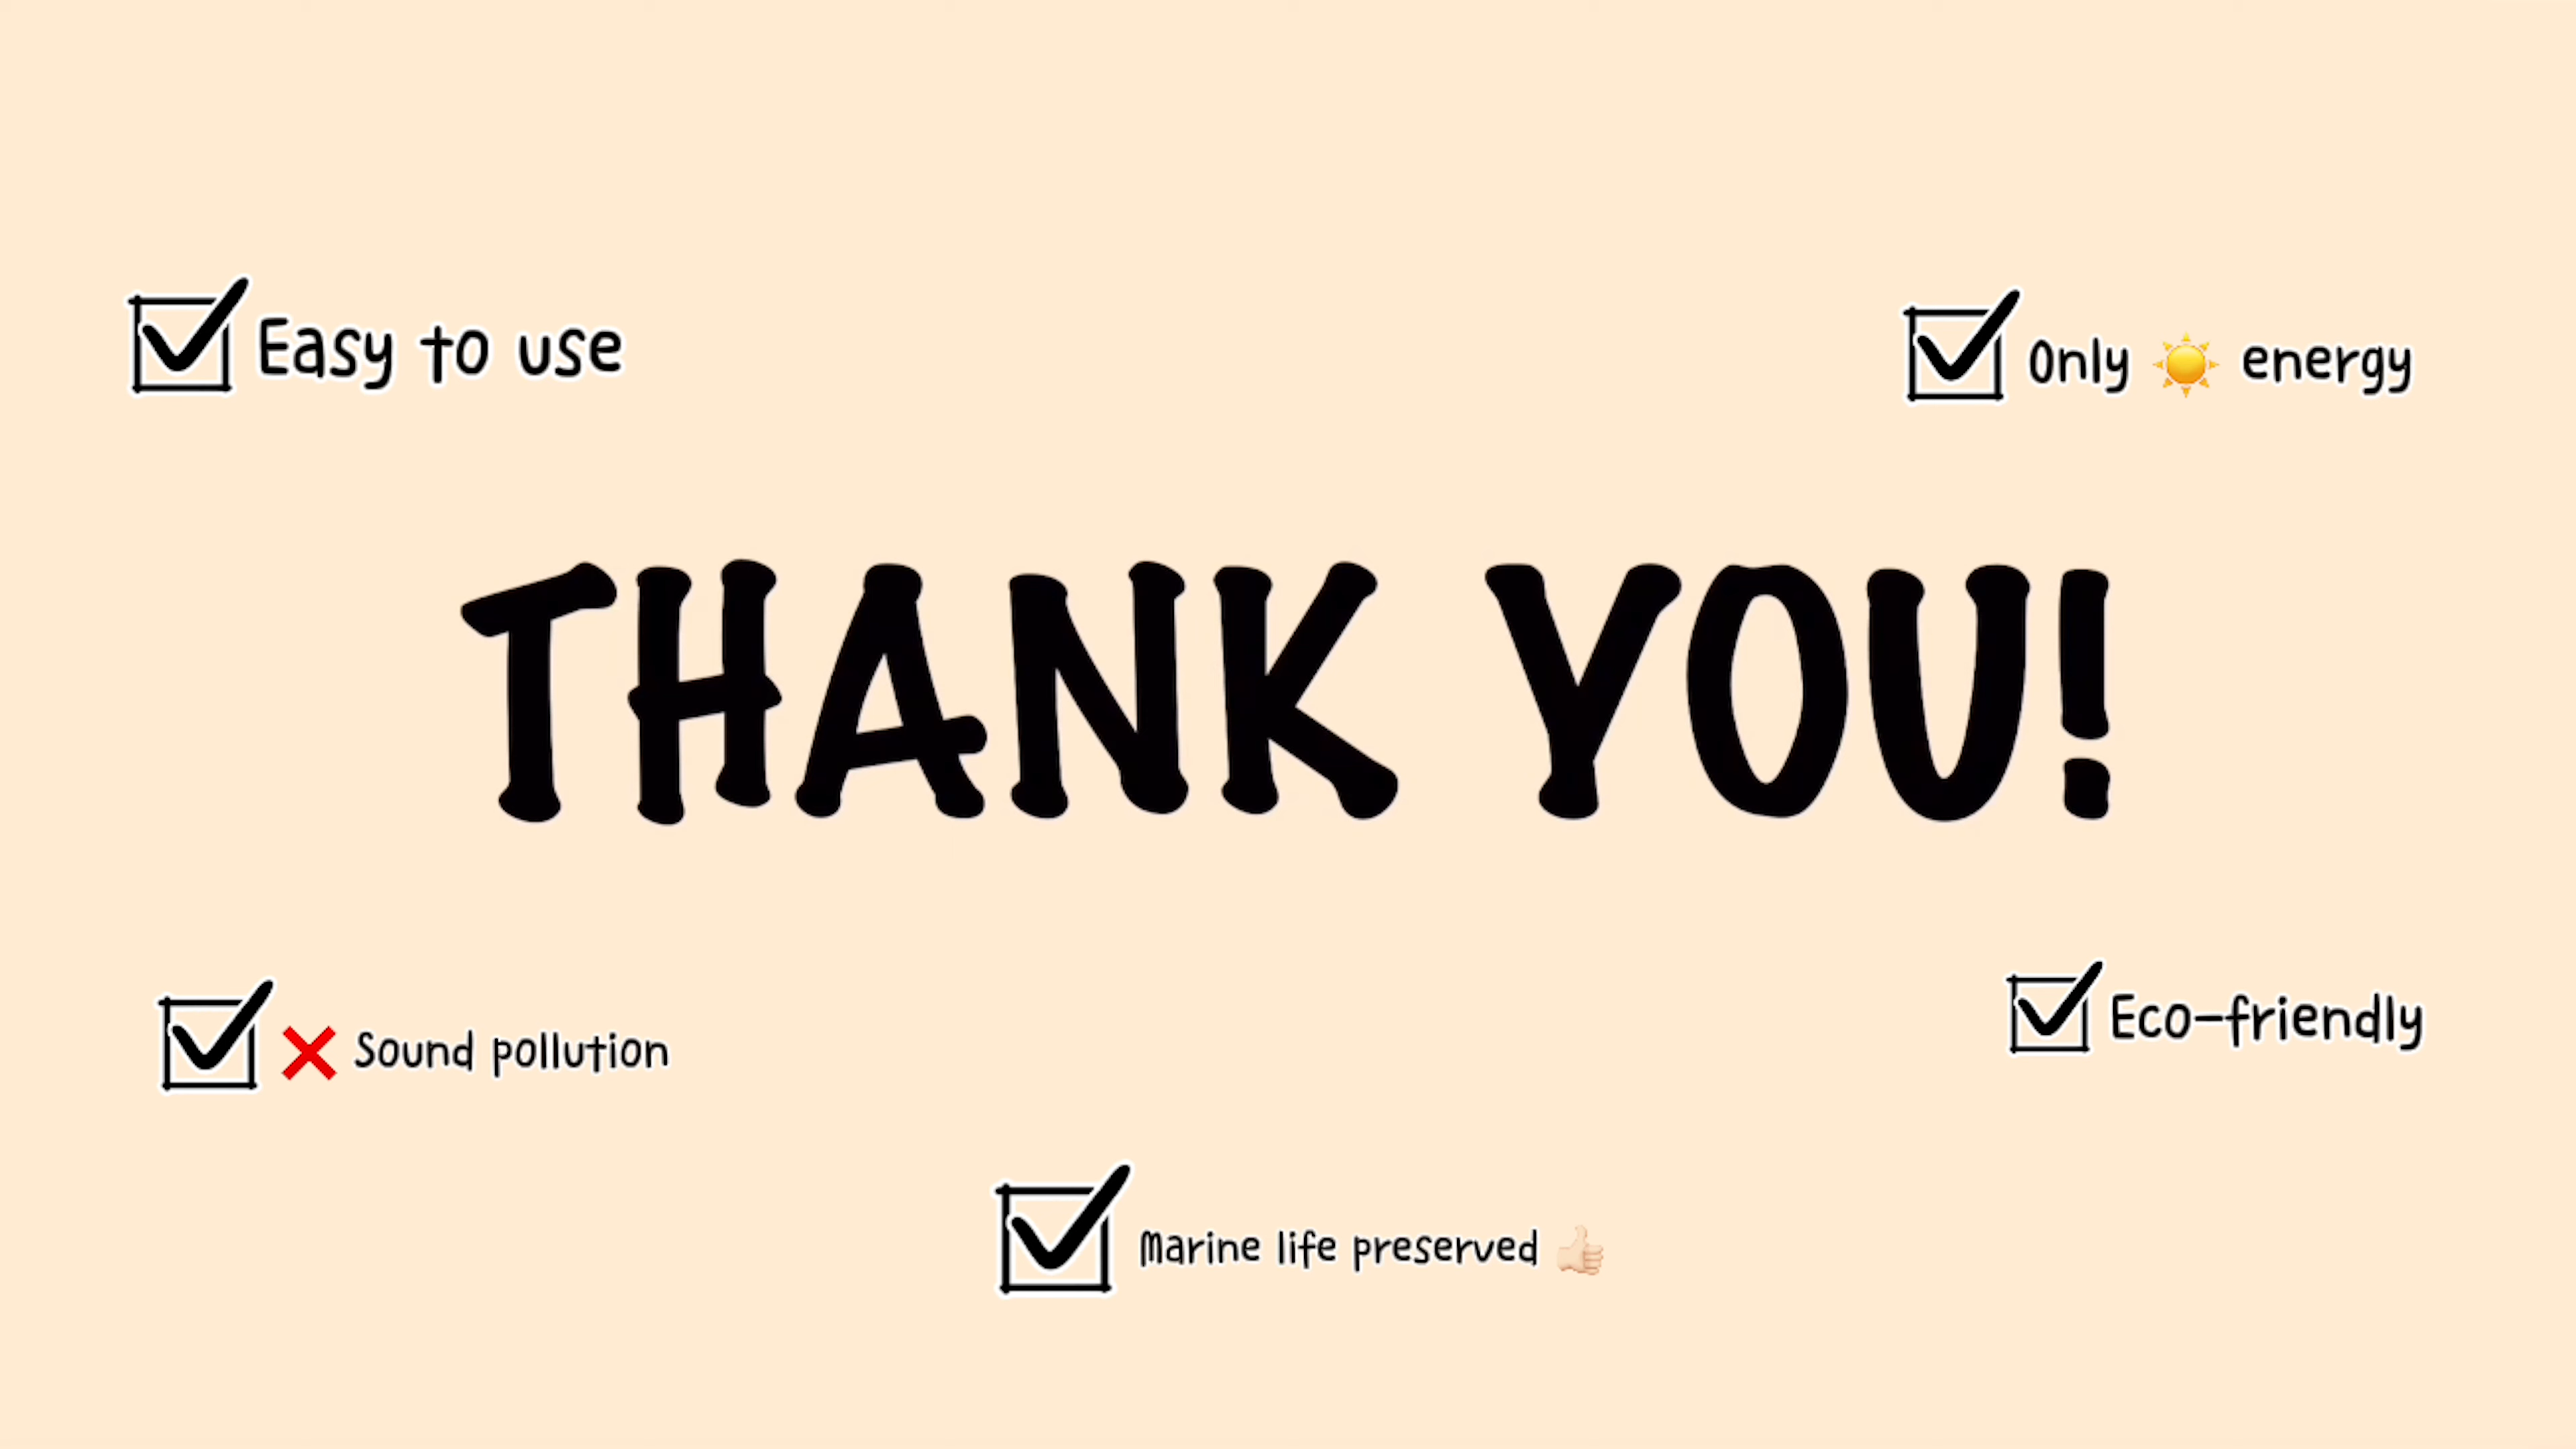 Easy to use
Only ☀️ energy
THANK YOU!
❌ Sound pollution
Eco-friendly
Marine life preserved 👍🏻